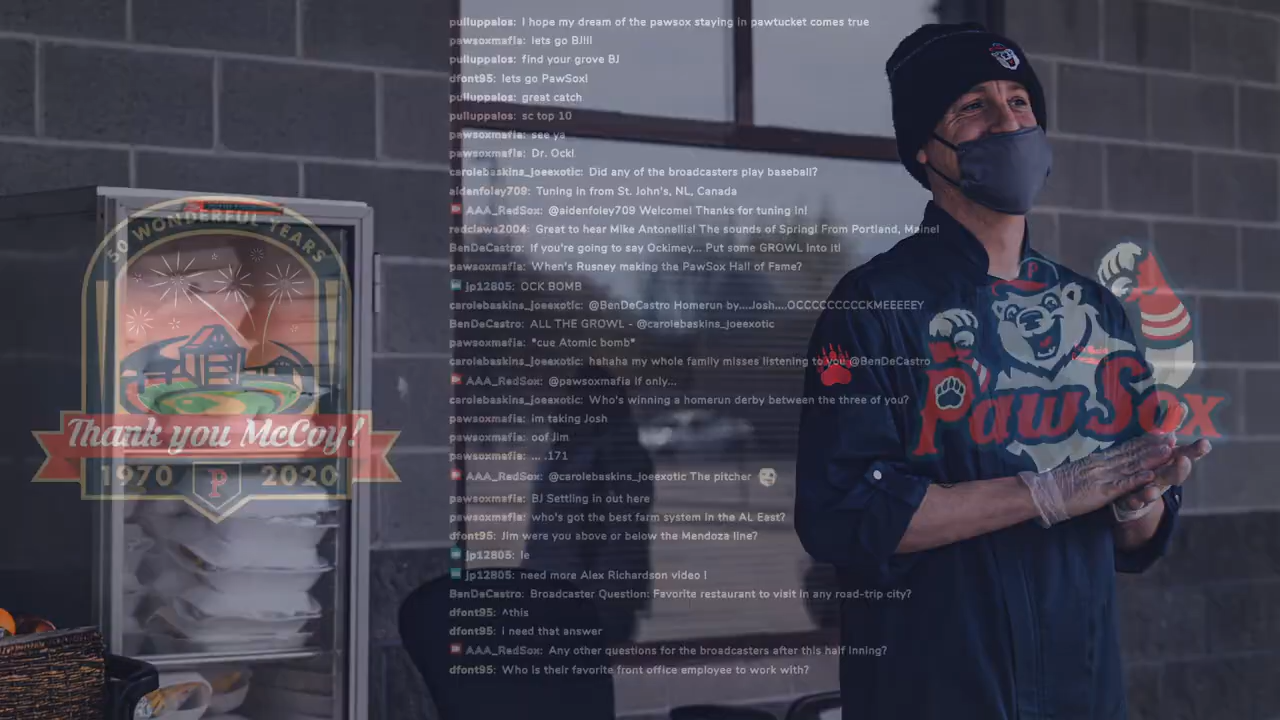 pulluppalos: I hope my dream of the pawsox staying in pawtucket comes true
pawsoxmafia: lets go BJ!!!
pulluppalos: find your grove BJ
dfont95: lets go PawSox!
pulluppalos: great catch
pulluppalos: sc top 10
pawsoxmafia: see ya
pawsoxmafia: Dr. Ock!
carolebaskins_joeexotic: Did any of the broadcasters play baseball?
aidenfoley709: Tuning in from St. John's, NL, Canada
AAA_RedSox: @aidenfoley709 Welcome! Thanks for tuning in!
redclaws2004: Great to hear Mike Antonellis! The sounds of Spring! From Portland, Maine!
BenDeCastro: If you're going to say Ockimey... Put some GROWL into it!
pawsoxmafia: When's Rusney making the PawSox Hall of Fame?
jp12805: OCK BOMB
carolebaskins_joeexotic: @BenDeCastro Homerun by....Josh....OCCCCCCCCCKMEEEEEY
BenDeCastro: ALL THE GROWL - @carolebaskins_joeexotic
pawsoxmafia: *cue Atomic bomb*
carolebaskins_joeexotic: hahaha my whole family misses listening to you @BenDeCastro
AAA_RedSox: @pawsoxmafia If only...
carolebaskins_joeexotic: Who's winning a homerun derby between the three of you?
pawsoxmafia: im taking Josh
pawsoxmafia: oof Jim
pawsoxmafia: ... .171
AAA_RedSox: @carolebaskins_joeexotic The pitcher
pawsoxmafia: BJ Settling in out here
pawsoxmafia: who's got the best farm system in the AL East?
dfont95: Jim were you above or below the Mendoza line?
jp12805: le
jp12805: need more Alex Richardson video !
BenDeCastro: Broadcaster Question: Favorite restaurant to visit in any road-trip city?
dfont95: ^this
dfont95: i need that answer
AAA_RedSox: Any other questions for the broadcasters after this half inning?
dfont95: Who is their favorite front office employee to work with?
50 WONDERFUL YEARS
Thank you McCoy!
1970 P 2020
P
PawSox